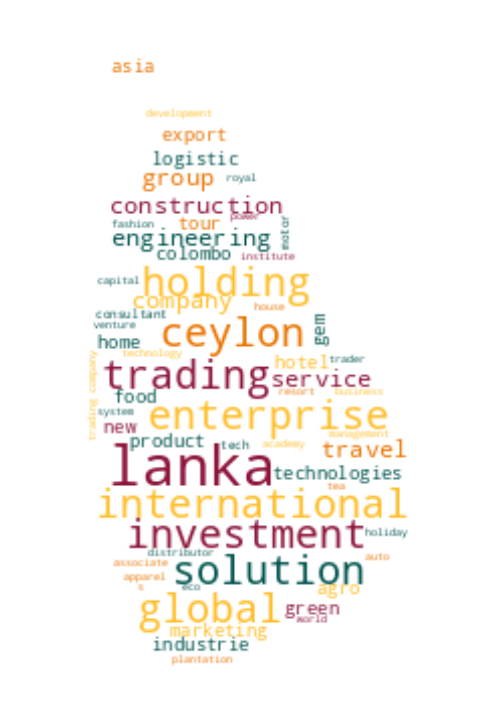 asia
development
export
logistic
group royal
construction
power
fashion tour motor
engineering
colombo institute
capital holding
company house
consultant
venture ceylon gem
home
technology hotel trader
trading company trading service
food resort business
system enterprise
new management
product tech academy travel
lanka technologies
tea
international
investment holiday
distributor
associate solution auto
apparel
s eco agro
global green
world
marketing
industrie
plantation